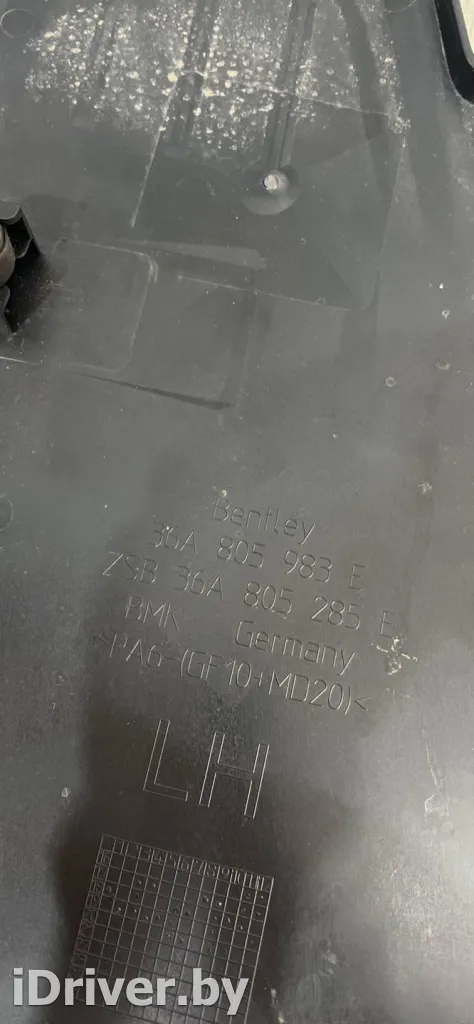 Bentley
36A 805 983 E
ZSB 36A 805 285 E
BMK Germany
>PA6-(GF10+MD20)<
LH
iDriver.by